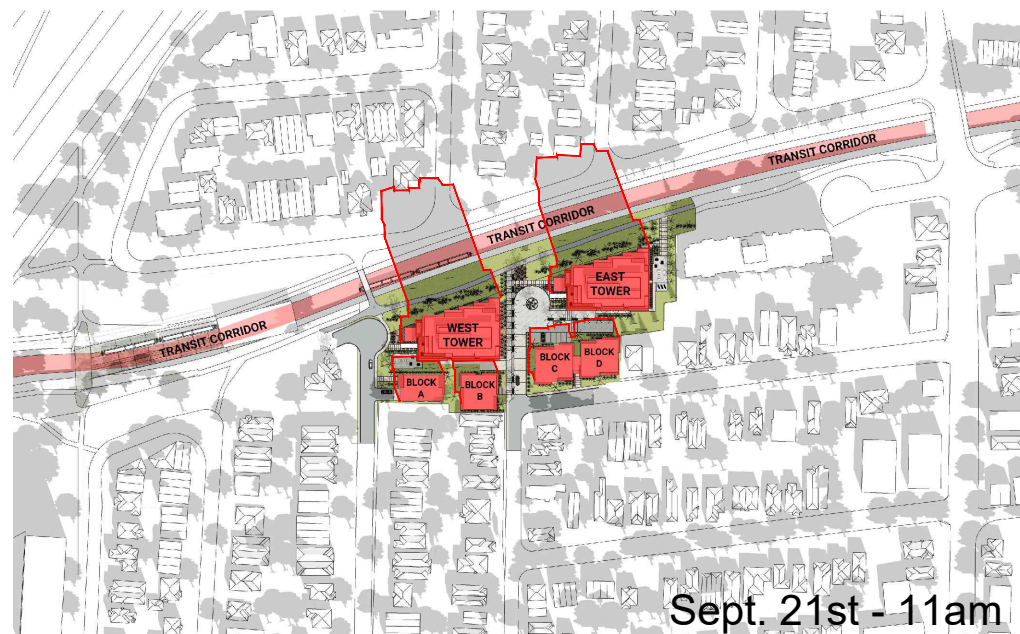 TRANSIT CORRIDOR
TRANSIT CORRIDOR
TRANSIT CORRIDOR
EAST
TOWER
WEST
TOWER
BLOCK
C
BLOCK
D
BLOCK
A
BLOCK
B
Sept. 21st - 11am